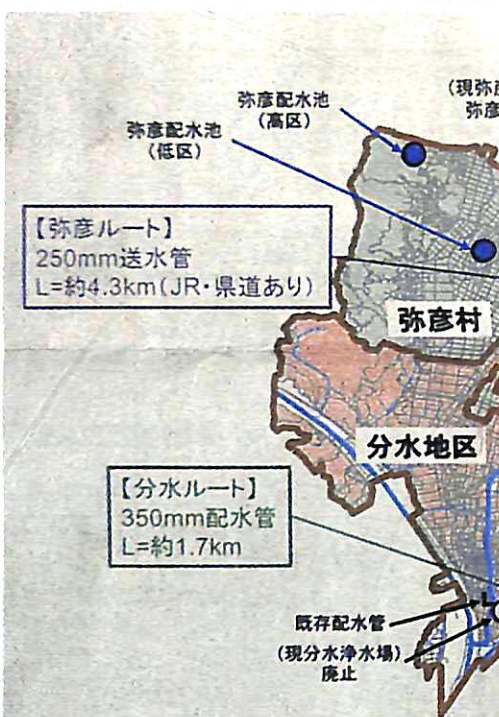 弥彦配水池
(高区)
弥彦配水池
(低区)
(現弥
弥彦
【弥彦ルート】
250mm送水管
L=約4.3km(JR・県道あり)
弥彦村
分水地区
【分水ルート】
350mm配水管
L=約1.7km
既存配水管
(現分水浄水場)
廃止